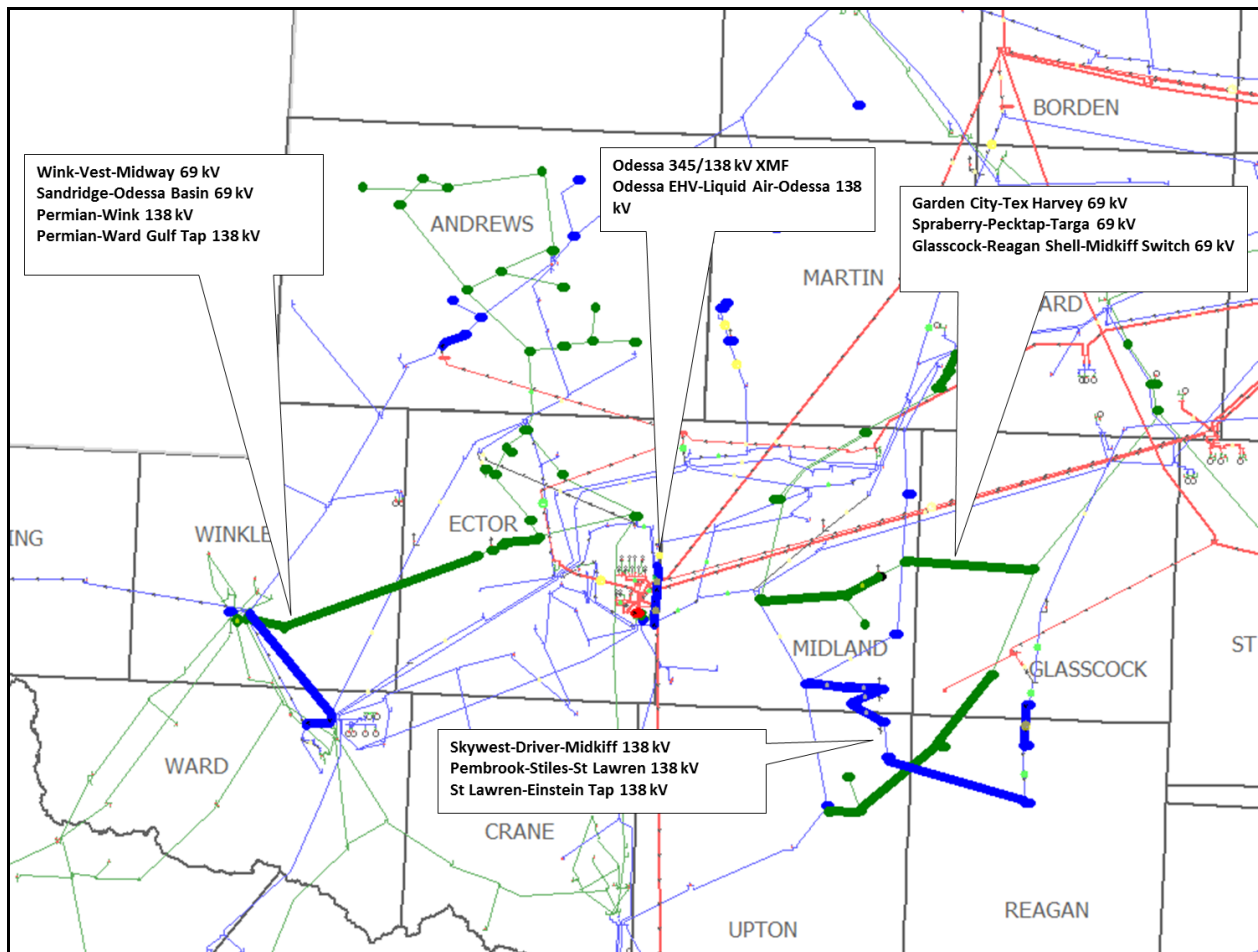 BORDEN
Wink-Vest-Midway 69 kV
Sandridge-Odessa Basin 69 kV
Permian-Wink 138 kV
Permian-Ward Gulf Tap 138 kV
Odessa 345/138 kV XMF
Odessa EHV-Liquid Air-Odessa 138
kV
Garden City-Tex Harvey 69 kV
Spraberry-Pecktap-Targa 69 kV
Glasscock-Reagan Shell-Midkiff Switch 69 kV
ANDREWS
MARTIN
ARD
ING
WINKLE
ECTOR
MIDLAND
GLASSCOCK
ST
Skywest-Driver-Midkiff 138 kV
Pembrook-Stiles-St Lawren 138 kV
St Lawren-Einstein Tap 138 kV
WARD
CRANE
UPTON
REAGAN